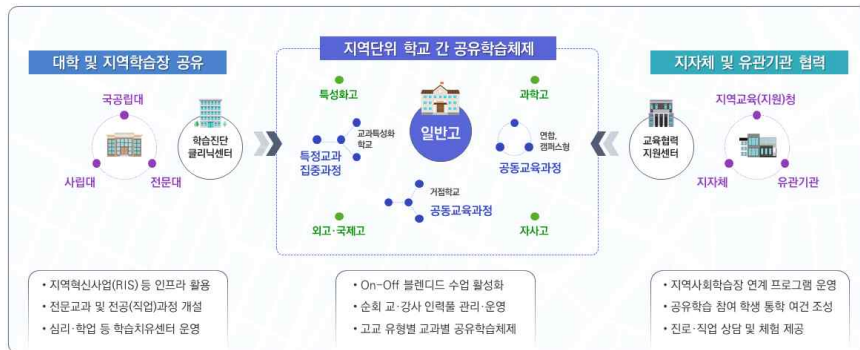 대학 및 지역학습장 공유
국공립대
사립대
전문대
학습진단
클리닉센터
• 지역혁신사업(RIS) 등 인프라 활용
• 전문교과 및 전공(직업)과정 개설
• 심리·학업 등 학습치유센터 운영
지역단위 학교 간 공유학습체제
특성화고
과학고
일반고
교과특성화
학교
특정교과
집중과정
연합,
캠퍼스형
공동교육과정
거점학교
공동교육과정
외고·국제고
자사고
• On-Off 블렌디드 수업 활성화
• 순회 교·강사 인력풀 관리·운영
• 고교 유형별 교과별 공유학습체제
지자체 및 유관기관 협력
교육협력
지원센터
지역교육(지원)청
지자체
유관기관
• 지역사회학습장 연계 프로그램 운영
• 공유학습 참여 학생 통학 여건 조성
• 진로·직업 상담 및 체험 제공